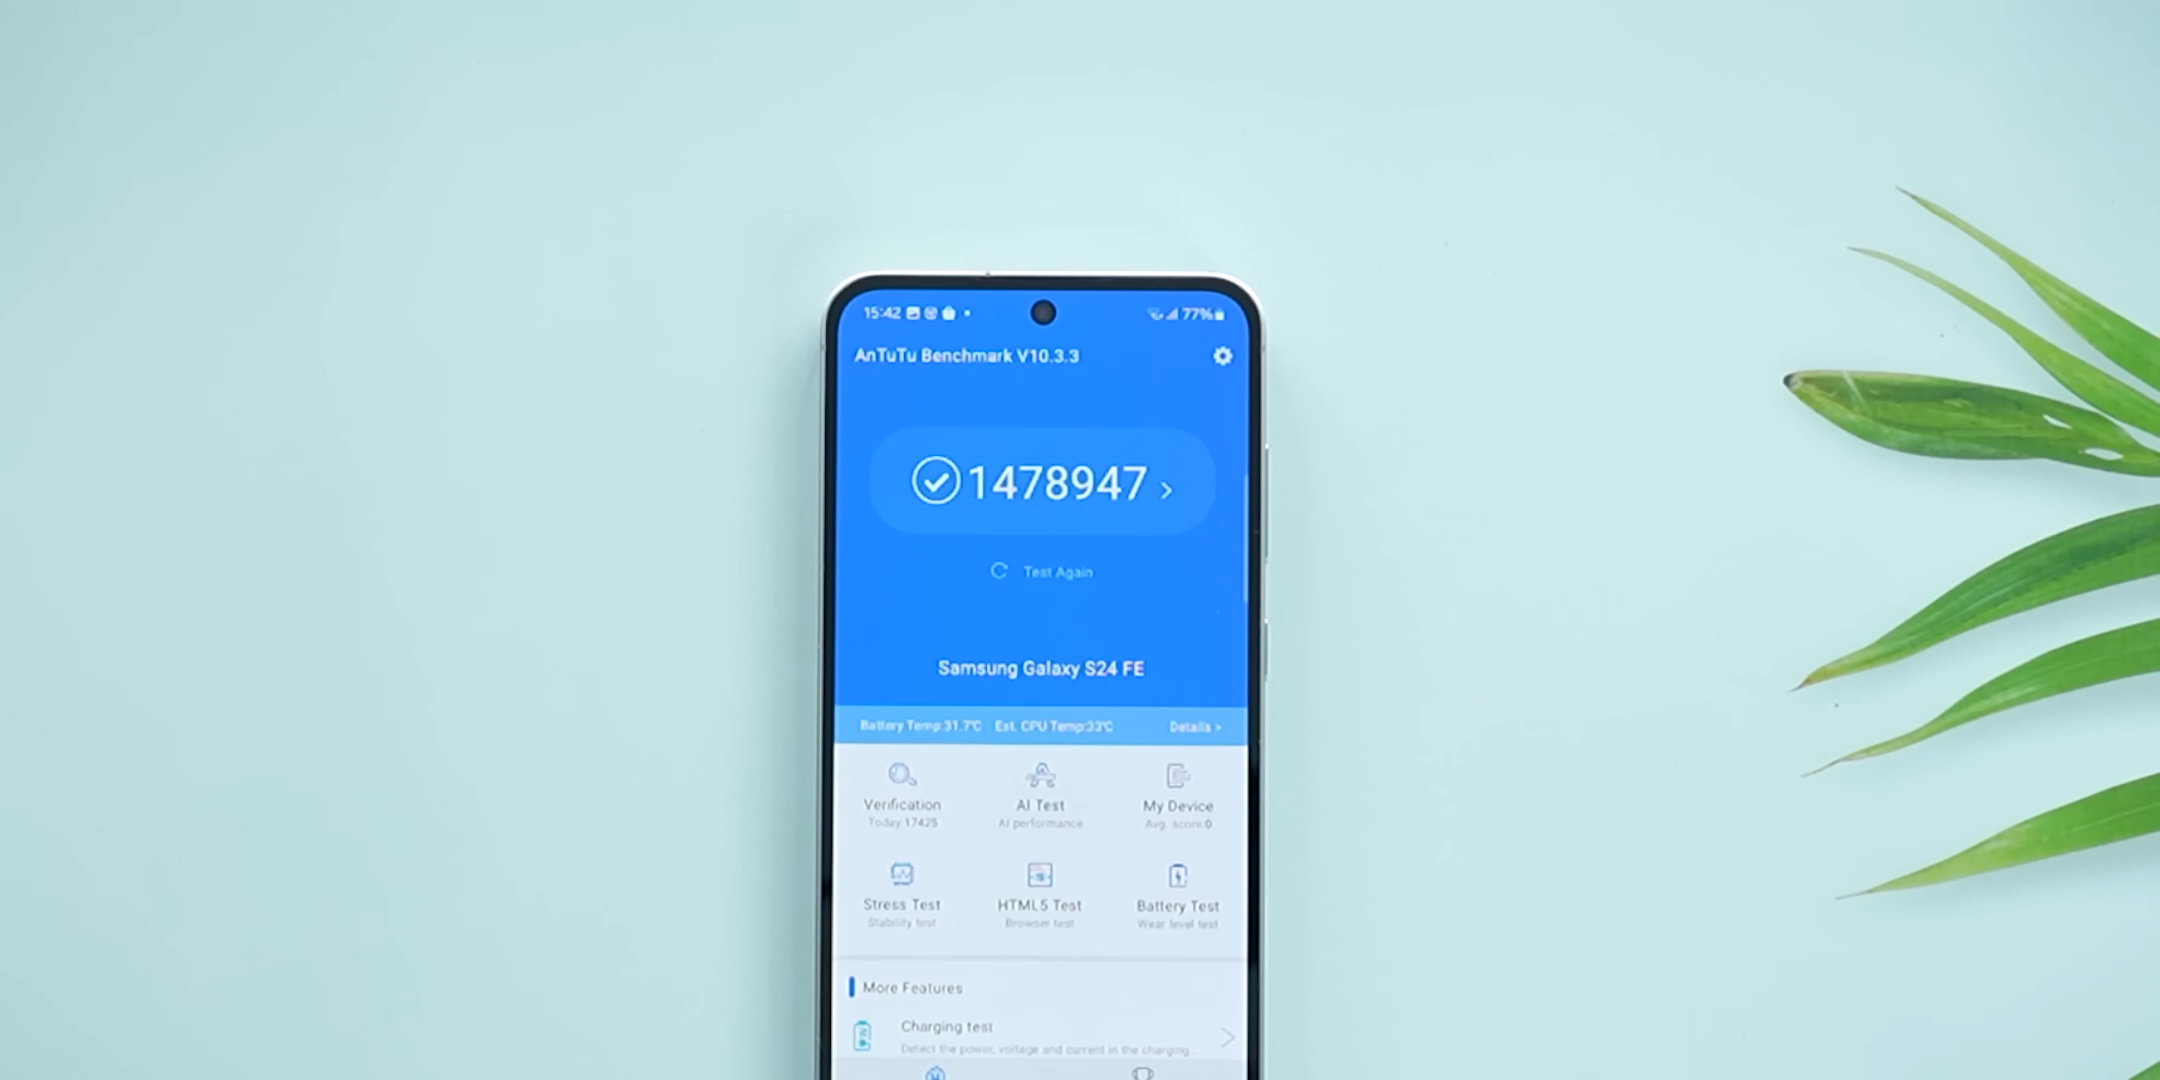 15:42 77%
AnTuTu Benchmark V10.3.3
1478947
Test Again
Samsung Galaxy S24 FE
Battery Temp:31.7℃ Est. CPU Temp:33℃ Details >
Verification AI Test My Device
Today:17425 AI performance Avg. score:0
Stress Test HTML5 Test Battery Test
Stability test Browser test Wear level test
More Features
Charging test
Detect the power, voltage and current in the charging...